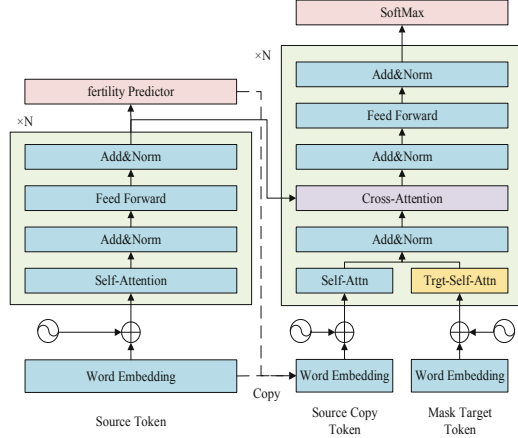 SoftMax
×N
Add&Norm
Feed Forward
Add&Norm
Cross-Attention
Add&Norm
Self-Attn
Trgt-Self-Attn
Word Embedding
Word Embedding
Source Copy
Token
Mask Target
Token
fertility Predictor
×N
Add&Norm
Feed Forward
Add&Norm
Self-Attention
Word Embedding
Copy
Source Token